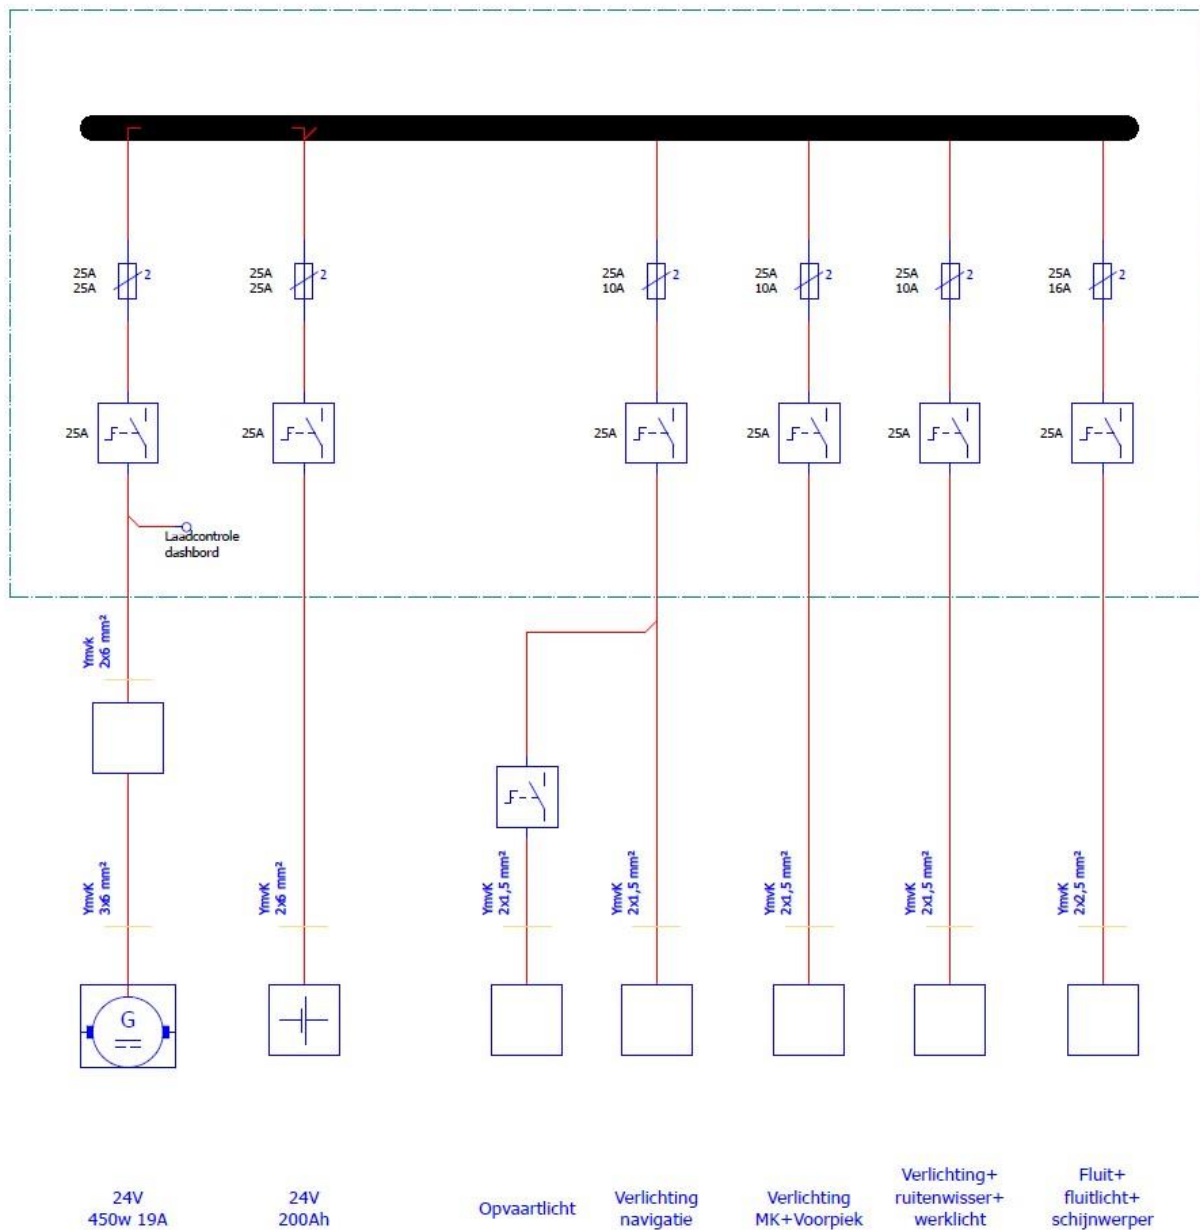 25A
25A
2
25A
25A
2
25A
10A
2
25A
10A
2
25A
10A
2
25A
16A
2
25A
25A
25A
25A
25A
25A
Laadcontrole
dashbord
Ymvk
2x6 mm²
YmvK
3x6 mm²
YmvK
2x6 mm²
YmvK
2x1,5 mm²
YmvK
2x1,5 mm²
YmvK
2x1,5 mm²
YmvK
2x1,5 mm²
YmvK
2x2,5 mm²
G
24V
450w 19A
24V
200Ah
Opvaartlicht
Verlichting
navigatie
Verlichting
MK+Voorpiek
Verlichting+
ruitenwisser+
werklicht
Fluit+
fluitlicht+
schijnwerper